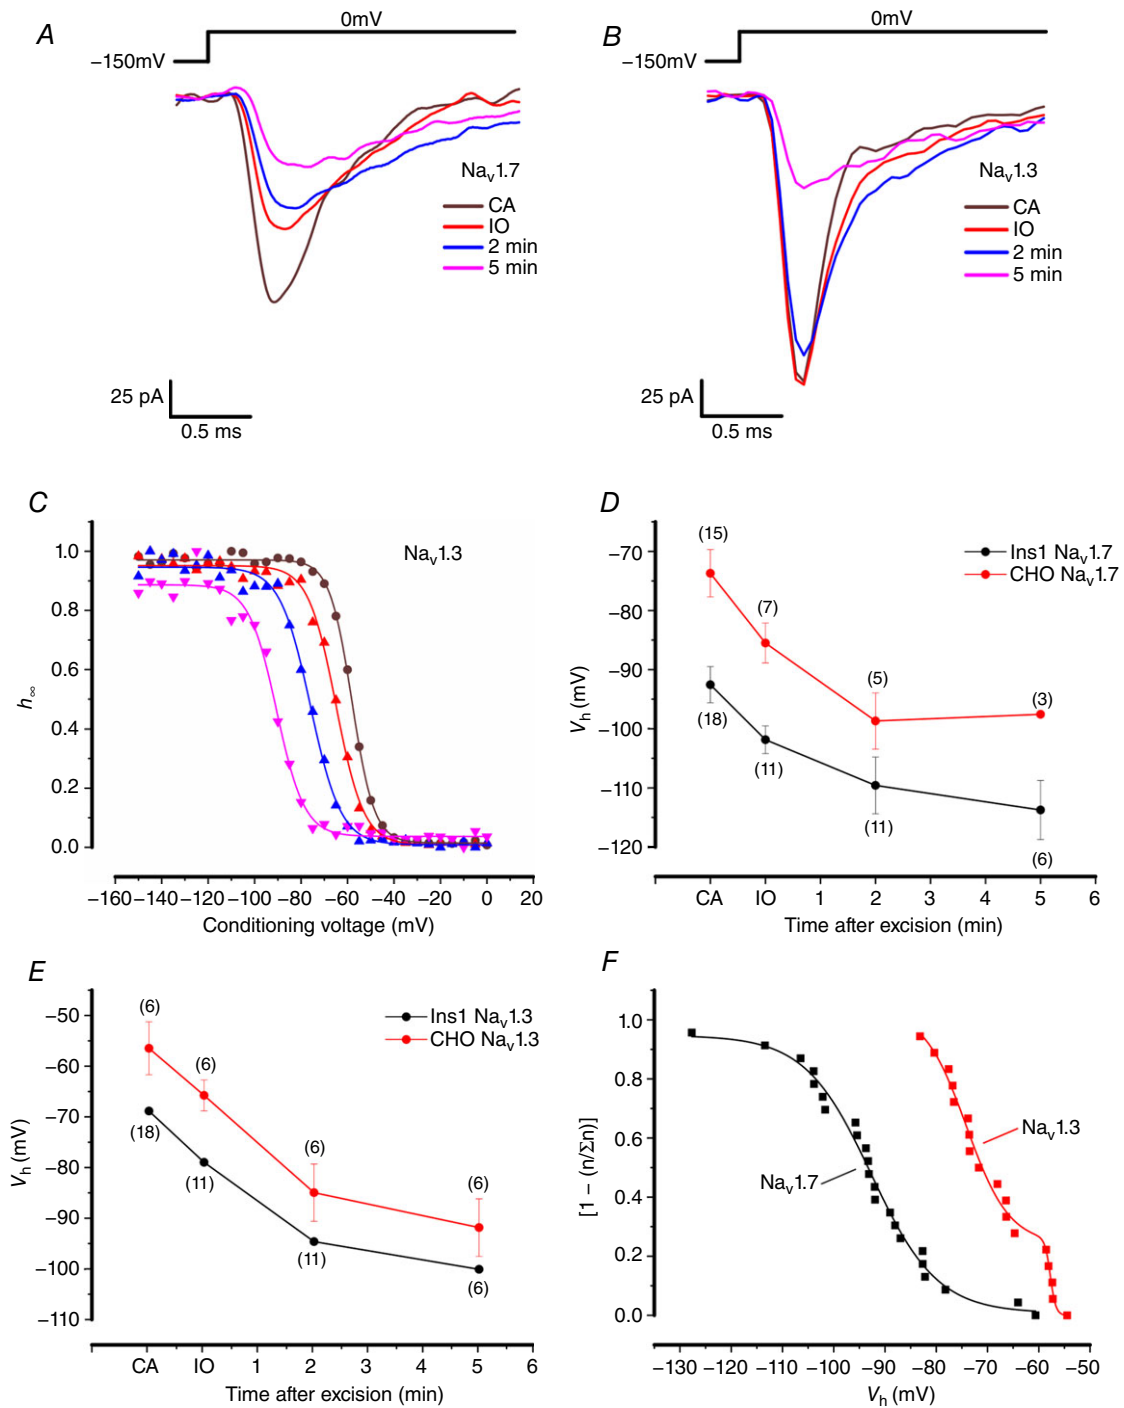 A
0mV
−150mV
Nav1.7
CA
IO
2 min
5 min
25 pA
0.5 ms
B
0mV
−150mV
Nav1.3
CA
IO
2 min
5 min
25 pA
0.5 ms
C
Nav1.3
1.0
0.8
0.6
0.4
0.2
0.0
h∞
−160 −140 −120 −100 −80 −60 −40 −20 0 20
Conditioning voltage (mV)
D
Ins1 Nav1.7
CHO Nav1.7
−70
−80
−90
−100
−110
−120
Vh (mV)
(15)
(7)
(5)
(3)
(18)
(11)
(11)
(6)
CA IO 1 2 3 4 5 6
Time after excision (min)
E
Ins1 Nav1.3
CHO Nav1.3
−50
−60
−70
−80
−90
−100
−110
Vh (mV)
(6)
(6)
(6)
(6)
(18)
(11)
(11)
(6)
CA IO 1 2 3 4 5 6
Time after excision (min)
F
1.0
0.8
0.6
0.4
0.2
0.0
[1 − (n/Σn)]
Nav1.3
Nav1.7
−130 −120 −110 −100 −90 −80 −70 −60 −50
Vh (mV)